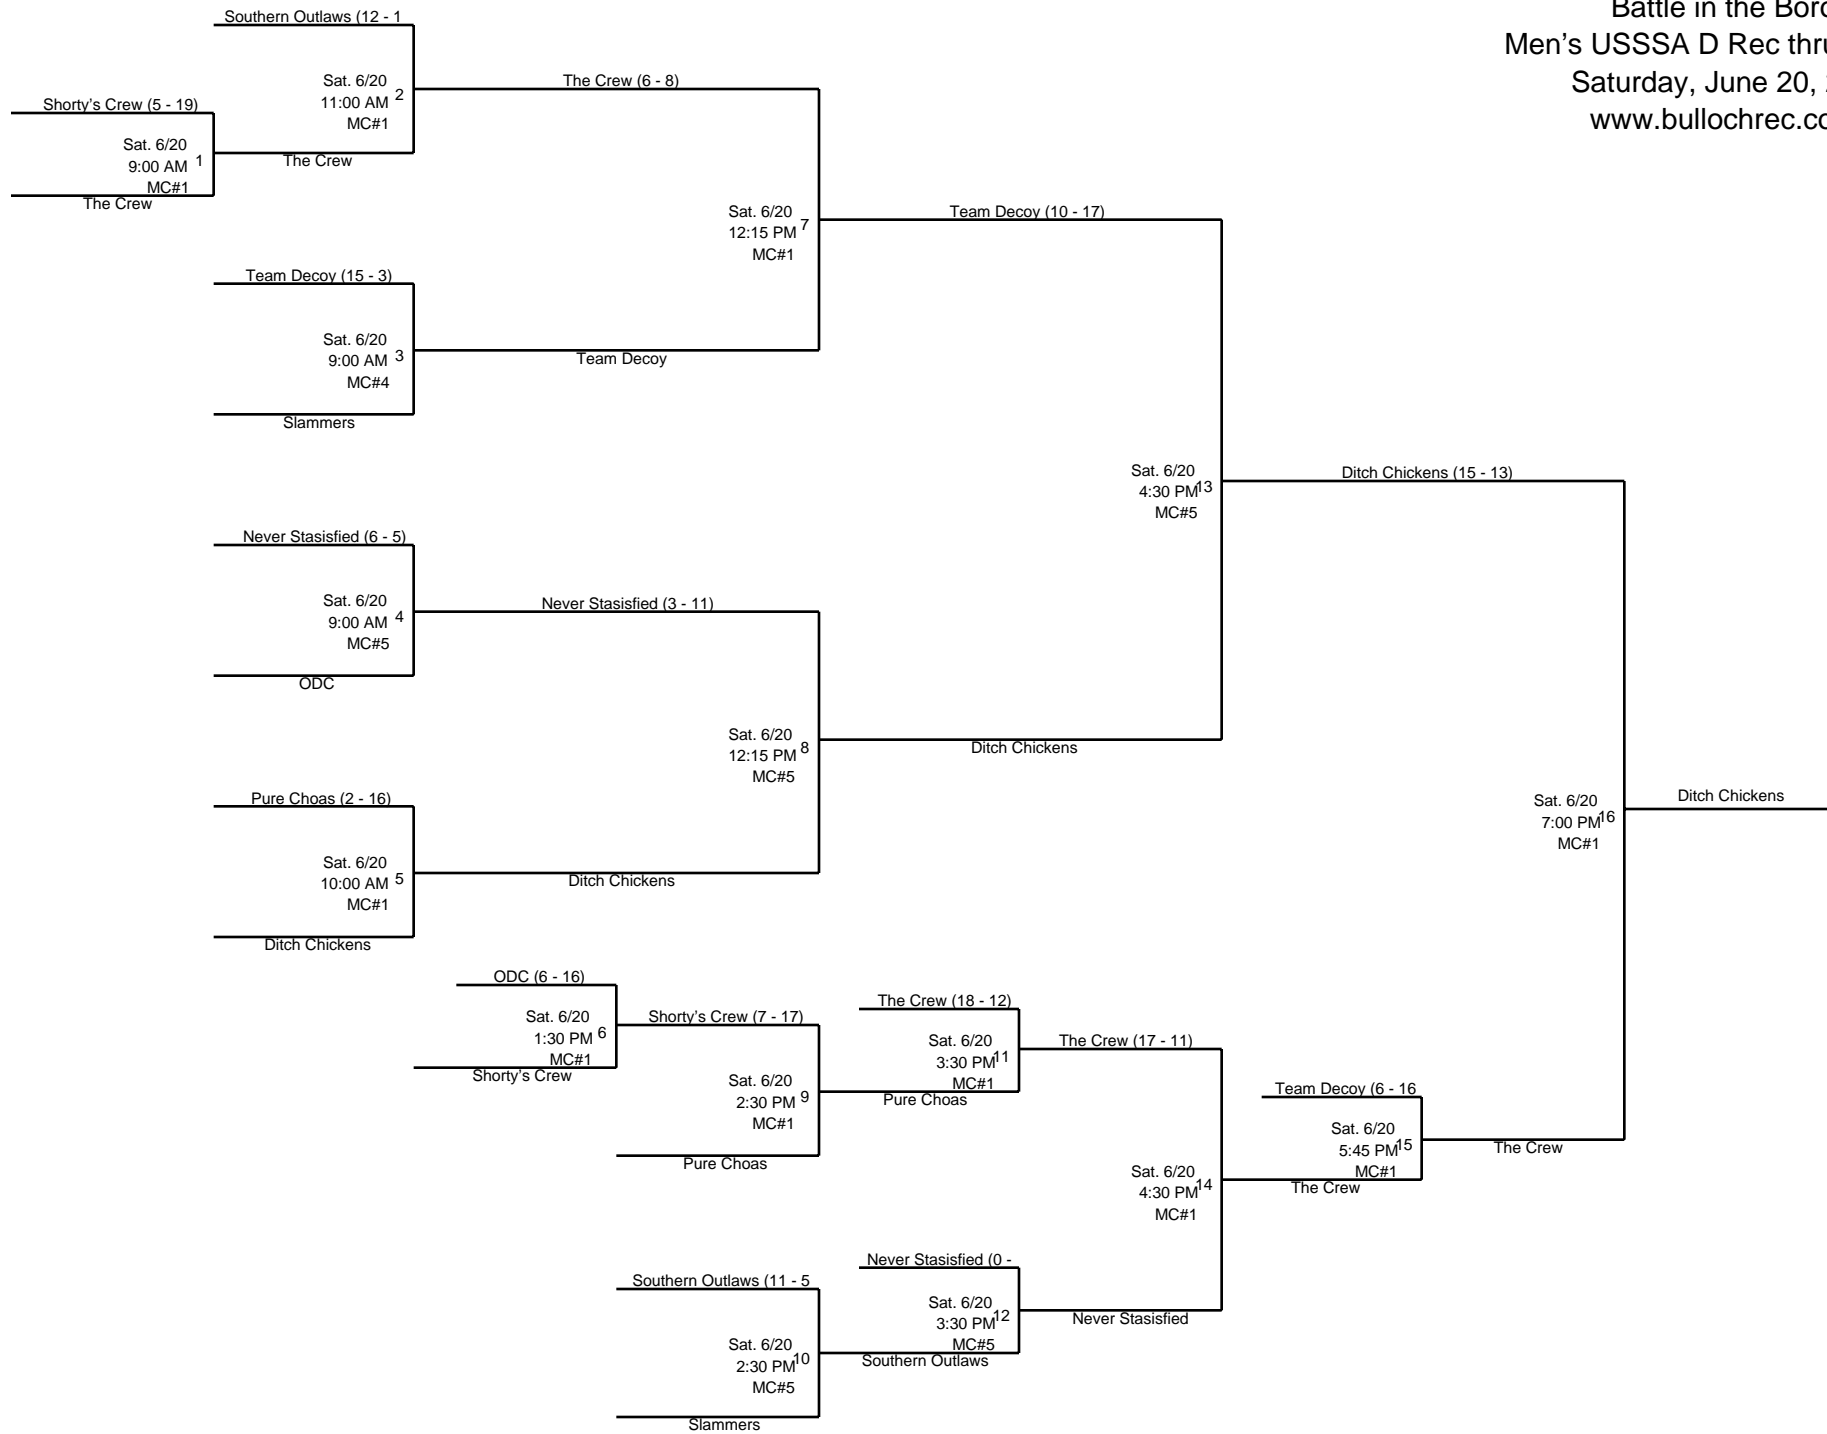 Battle in the Boro
Men's USSSA D Rec thru
Saturday, June 20,
www.bullochrec.co
Southern Outlaws (12 - 1
Sat. 6/20
11:00 AM 2
MC#1
The Crew (6 - 8)
Shorty's Crew (5 - 19)
Sat. 6/20
9:00 AM 1
MC#1
The Crew
The Crew
Sat. 6/20
12:15 PM 7
MC#1
Team Decoy (10 - 17)
Team Decoy (15 - 3)
Sat. 6/20
9:00 AM 3
MC#4
Team Decoy
Slammers
Sat. 6/20
4:30 PM 13
MC#5
Ditch Chickens (15 - 13)
Never Stasisfied (6 - 5)
Sat. 6/20
9:00 AM 4
MC#5
Never Stasisfied (3 - 11)
ODC
Sat. 6/20
12:15 PM 8
MC#5
Ditch Chickens
Pure Choas (2 - 16)
Sat. 6/20
10:00 AM 5
MC#1
Ditch Chickens
Ditch Chickens
Sat. 6/20
7:00 PM 16
MC#1
Ditch Chickens
ODC (6 - 16)
Sat. 6/20
1:30 PM 6
MC#1
Shorty's Crew
Shorty's Crew (7 - 17)
Sat. 6/20
2:30 PM 9
MC#1
Pure Choas
The Crew (18 - 12)
Sat. 6/20
3:30 PM 11
MC#1
Pure Choas
The Crew (17 - 11)
Sat. 6/20
4:30 PM 14
MC#1
Team Decoy (6 - 16
Sat. 6/20
5:45 PM 15
MC#1
The Crew
The Crew
Never Stasisfied (0 -
Sat. 6/20
3:30 PM 12
MC#5
Southern Outlaws
Never Stasisfied
Southern Outlaws (11 - 5
Sat. 6/20
2:30 PM 10
MC#5
Slammers